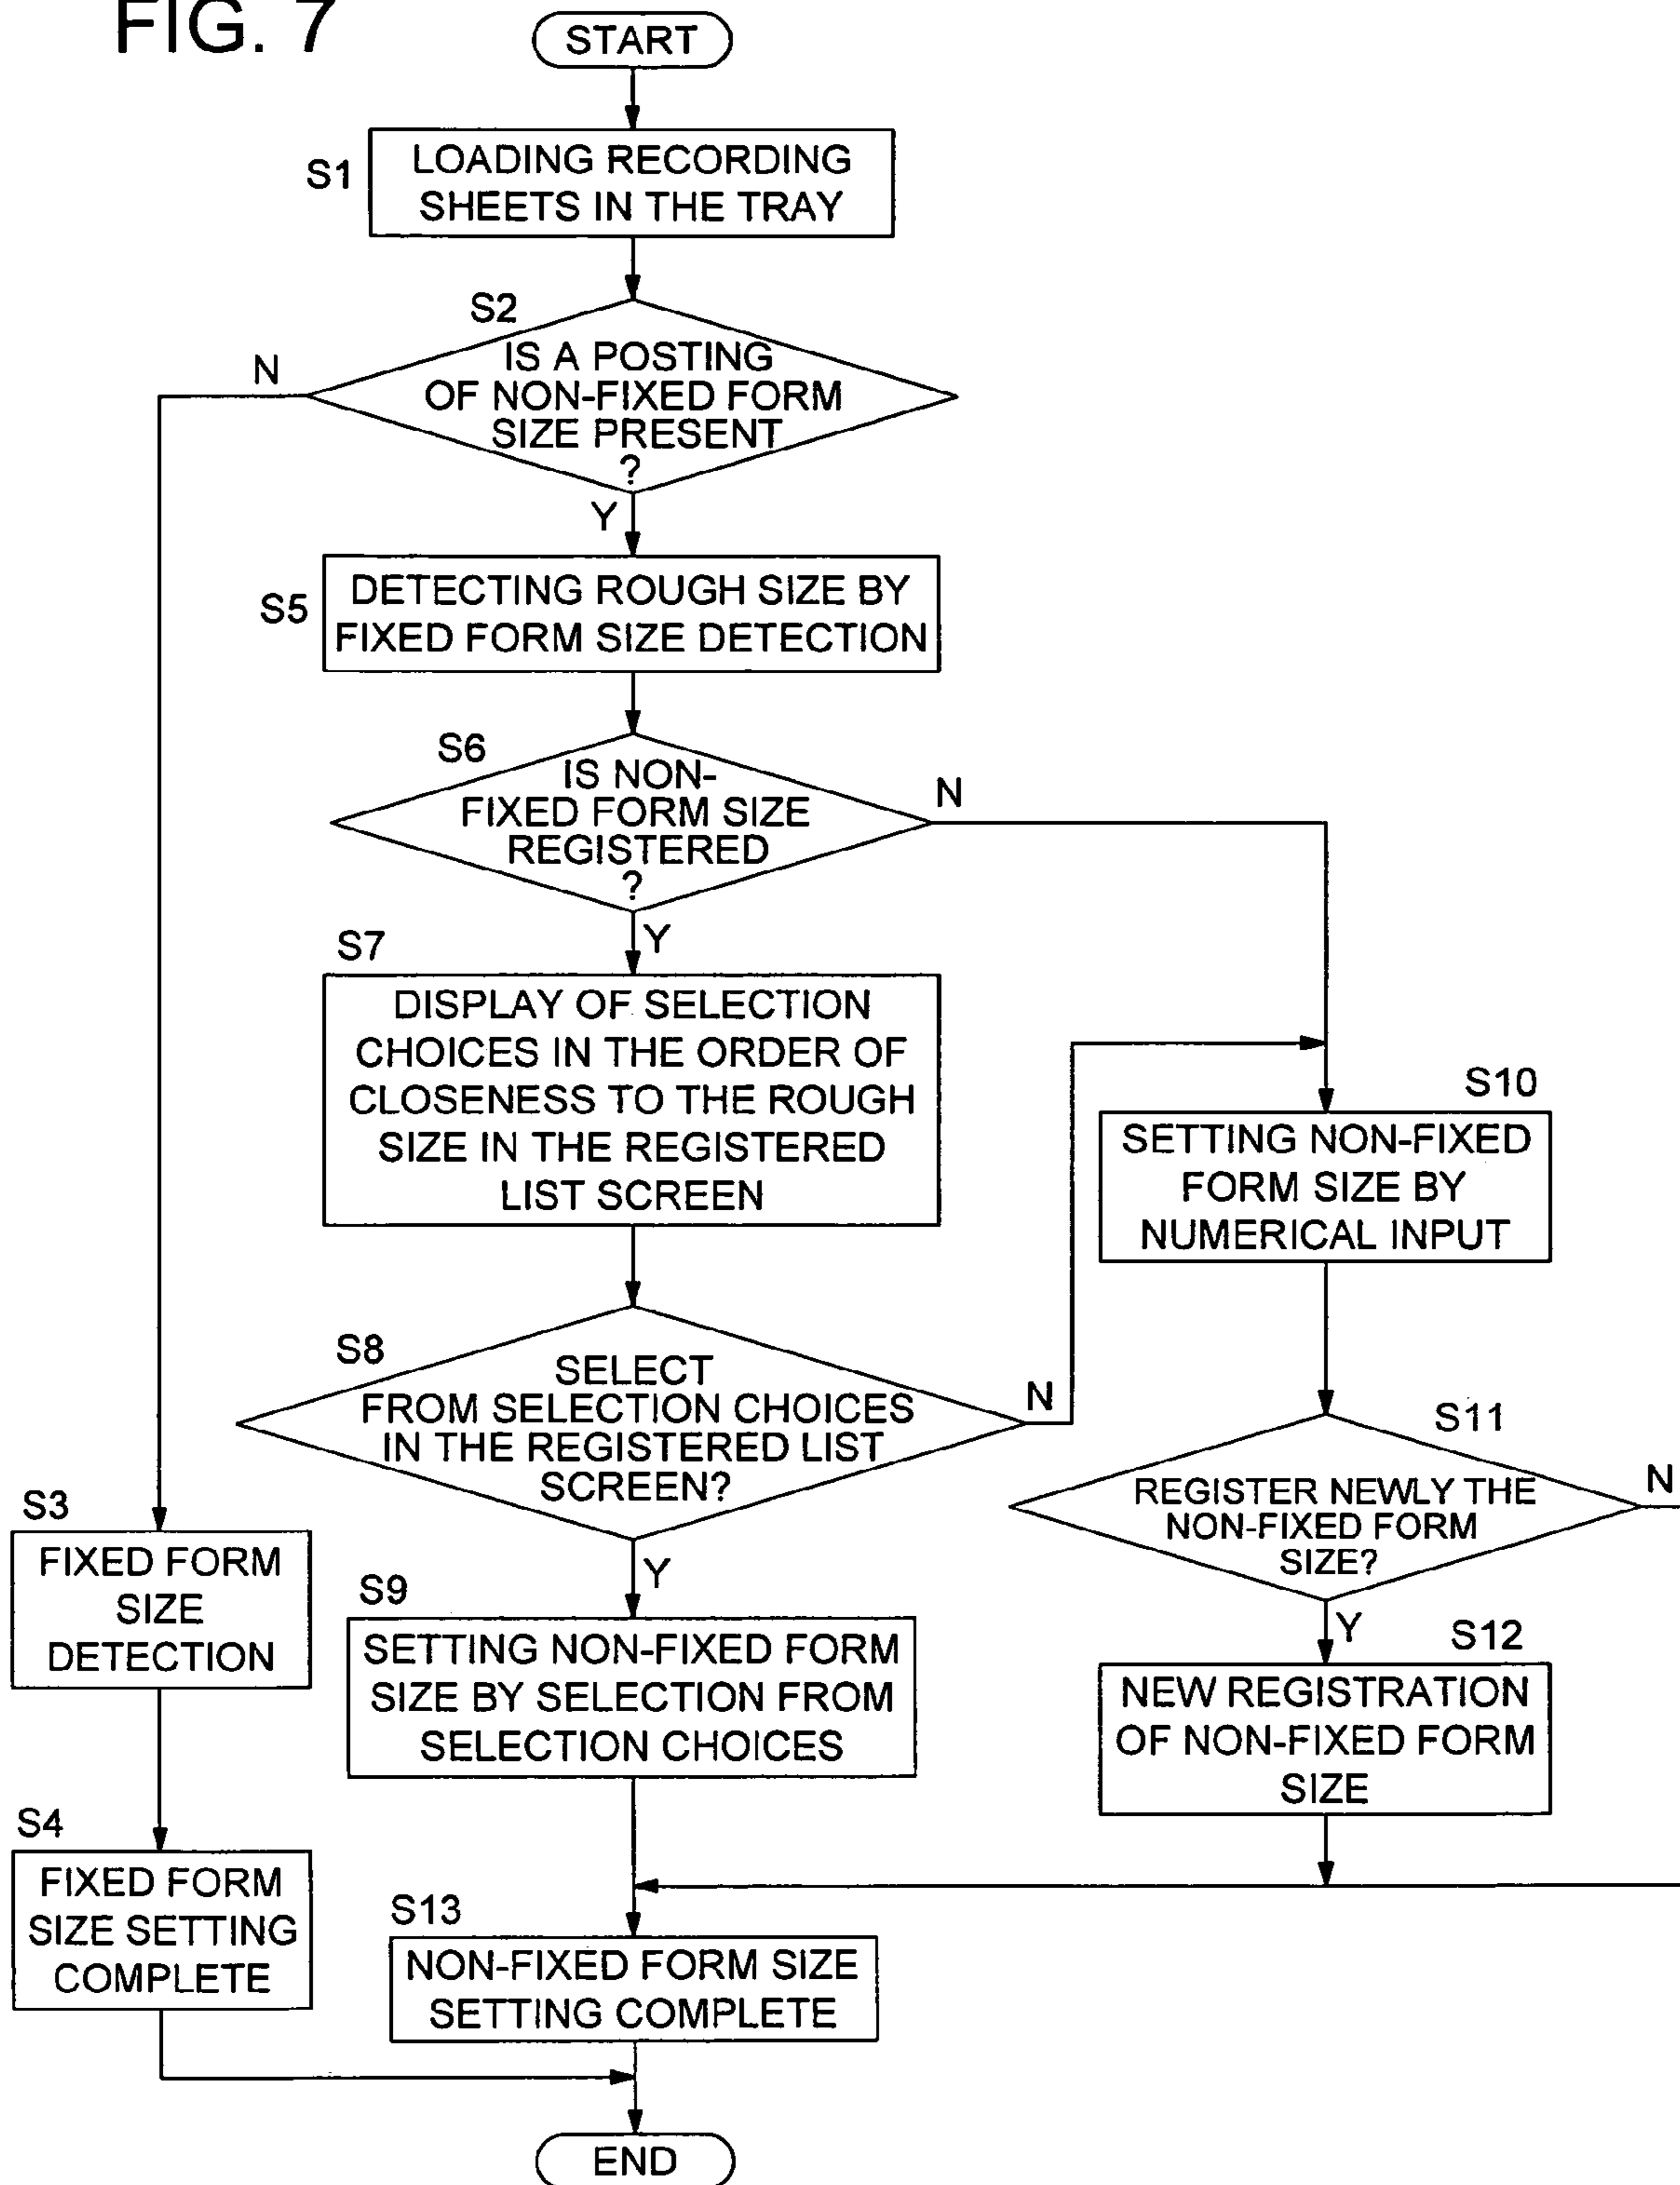 FIG. 7
START
S1
LOADING RECORDING
SHEETS IN THE TRAY
S2
IS A POSTING
OF NON-FIXED FORM
SIZE PRESENT
?
N
Y
S5
DETECTING ROUGH SIZE BY
FIXED FORM SIZE DETECTION
S6
IS NON-
FIXED FORM SIZE
REGISTERED
?
N
Y
S7
DISPLAY OF SELECTION
CHOICES IN THE ORDER OF
CLOSENESS TO THE ROUGH
SIZE IN THE REGISTERED
LIST SCREEN
S8
SELECT
FROM SELECTION CHOICES
IN THE REGISTERED LIST
SCREEN?
N
Y
S10
SETTING NON-FIXED
FORM SIZE BY
NUMERICAL INPUT
S11
REGISTER NEWLY THE
NON-FIXED FORM
SIZE?
N
Y
S3
FIXED FORM
SIZE
DETECTION
S9
SETTING NON-FIXED FORM
SIZE BY SELECTION FROM
SELECTION CHOICES
S12
NEW REGISTRATION
OF NON-FIXED FORM
SIZE
S4
FIXED FORM
SIZE SETTING
COMPLETE
S13
NON-FIXED FORM SIZE
SETTING COMPLETE
END